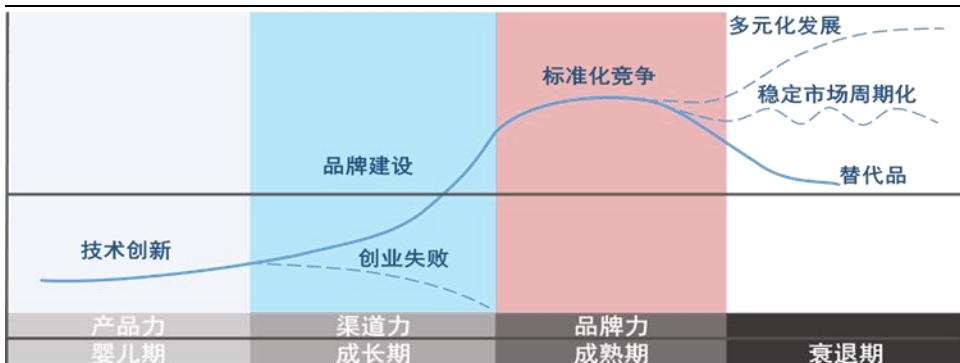 多元化发展
标准化竞争
稳定市场周期化
品牌建设
替代品
技术创新
创业失败
产品力 渠道力 品牌力
婴儿期 成长期 成熟期 衰退期